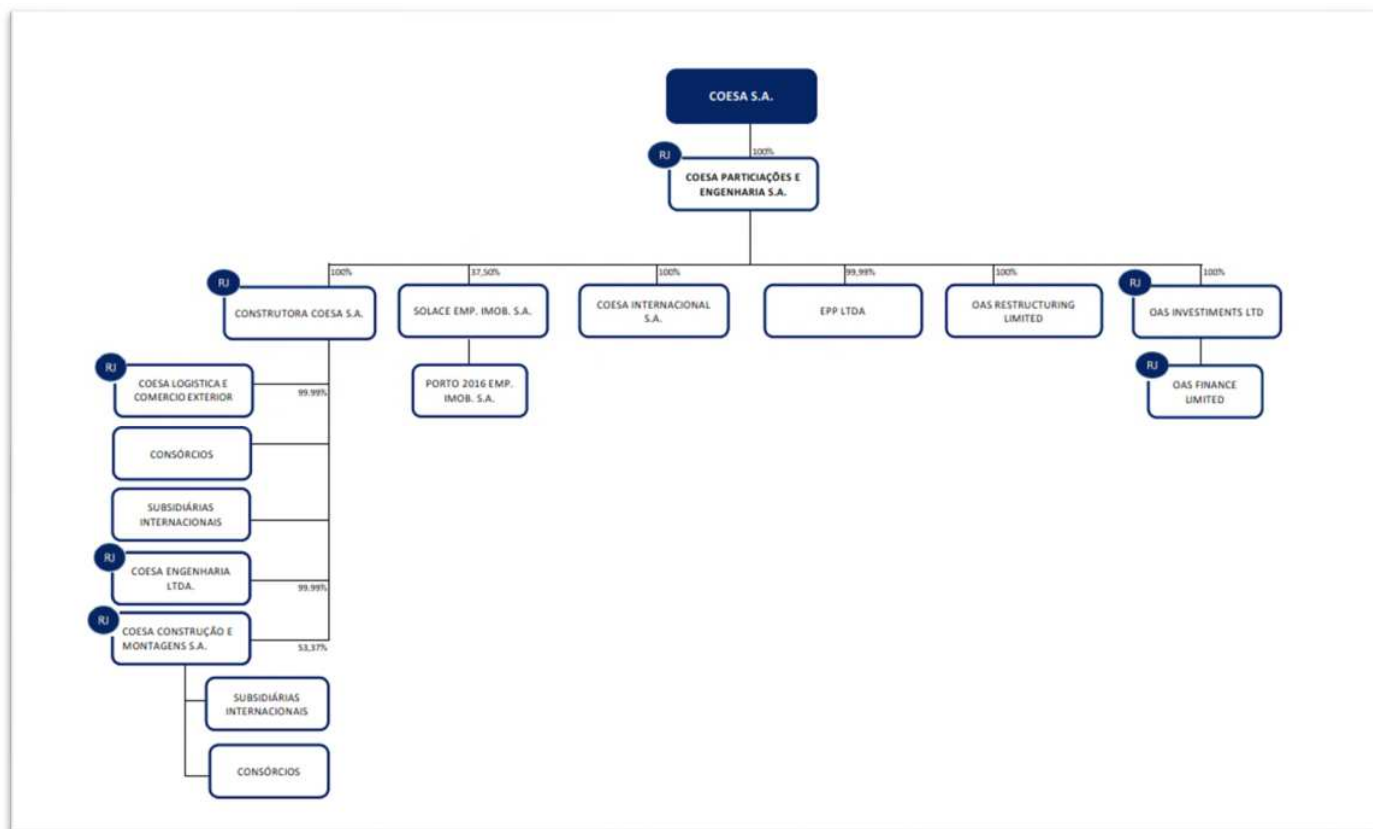 COESA S.A.
100%
RJ
COESA PARTICIAÇÕES E
ENGENHARIA S.A.
100%
37,50%
100%
99,99%
100%
100%
RJ
CONSTRUTORA COESA S.A.
SOLACE EMP. IMOB. S.A.
COESA INTERNACIONAL
S.A.
EPP LTDA
OAS RESTRUCTURING
LIMITED
RJ
OAS INVESTIMENTS LTD
RJ
COESA LOGISTICA E
COMERCIO EXTERIOR
99.99%
PORTO 2016 EMP.
IMOB. S.A.
RJ
OAS FINANCE
LIMITED
CONSÓRCIOS
SUBSIDIÁRIAS
INTERNACIONAIS
RJ
COESA ENGENHARIA
LTDA.
99.99%
RJ
COESA CONSTRUÇÃO E
MONTAGENS S.A.
53,37%
SUBSIDIÁRIAS
INTERNACIONAIS
CONSÓRCIOS